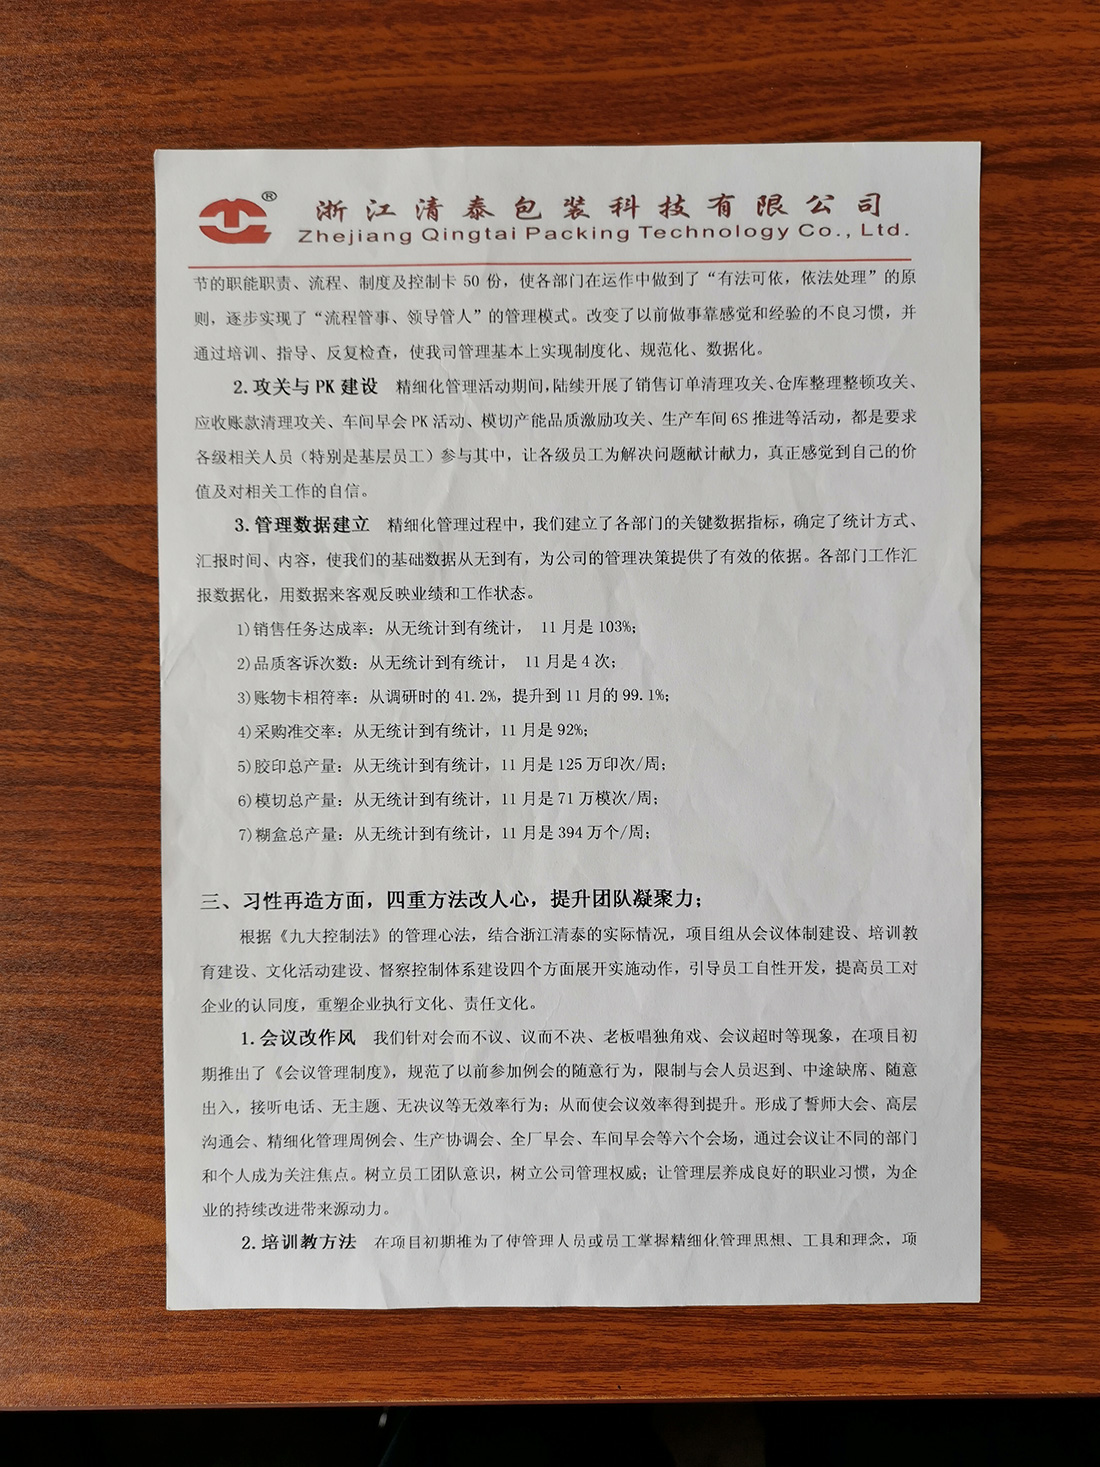 ®
浙江清泰包装科技有限公司
Zhejiang Qingtai Packing Technology Co., Ltd.
节的职能职责、流程、制度及控制卡 50 份，使各部门在运作中做到了“有法可依，依法处理”的原
则，逐步实现了“流程管事、领导管人”的管理模式。改变了以前做事靠感觉和经验的不良习惯，并
通过培训、指导、反复检查，使我司管理基本上实现制度化、规范化、数据化。
2.攻关与 PK 建设 精细化管理活动期间，陆续开展了销售订单清理攻关、仓库整理整顿攻关、
应收账款清理攻关、车间早会 PK 活动、模切产能品质激励攻关、生产车间 6S 推进等活动，都是要求
各级相关人员（特别是基层员工）参与其中，让各级员工为解决问题献计献力，真正感觉到自己的价
值及对相关工作的自信。
3.管理数据建立 精细化管理过程中，我们建立了各部门的关键数据指标，确定了统计方式、
汇报时间、内容，使我们的基础数据从无到有，为公司的管理决策提供了有效的依据。各部门工作汇
报数据化，用数据来客观反映业绩和工作状态。
1)销售任务达成率：从无统计到有统计， 11 月是 103%；
2)品质客诉次数：从无统计到有统计， 11 月是 4 次；
3)账物卡相符率：从调研时的 41.2%，提升到 11 月的 99.1%；
4)采购准交率：从无统计到有统计，11 月是 92%；
5)胶印总产量：从无统计到有统计，11 月是 125 万印次/周；
6)模切总产量：从无统计到有统计，11 月是 71 万模次/周；
7)糊盒总产量：从无统计到有统计，11 月是 394 万个/周；
三、习性再造方面，四重方法改人心，提升团队凝聚力；
根据《九大控制法》的管理心法，结合浙江清泰的实际情况，项目组从会议体制建设、培训教
育建设、文化活动建设、督察控制体系建设四个方面展开实施动作，引导员工自性开发，提高员工对
企业的认同度，重塑企业执行文化、责任文化。
1.会议改作风 我们针对会而不议、议而不决、老板唱独角戏、会议超时等现象，在项目初
期推出了《会议管理制度》，规范了以前参加例会的随意行为，限制与会人员迟到、中途缺席、随意
出入，接听电话、无主题、无决议等无效率行为；从而使会议效率得到提升。形成了誓师大会、高层
沟通会、精细化管理周例会、生产协调会、全厂早会、车间早会等六个会场，通过会议让不同的部门
和个人成为关注焦点。树立员工团队意识，树立公司管理权威；让管理层养成良好的职业习惯，为企
业的持续改进带来源动力。
2.培训教方法 在项目初期推为了使管理人员或员工掌握精细化管理思想、工具和理念，项